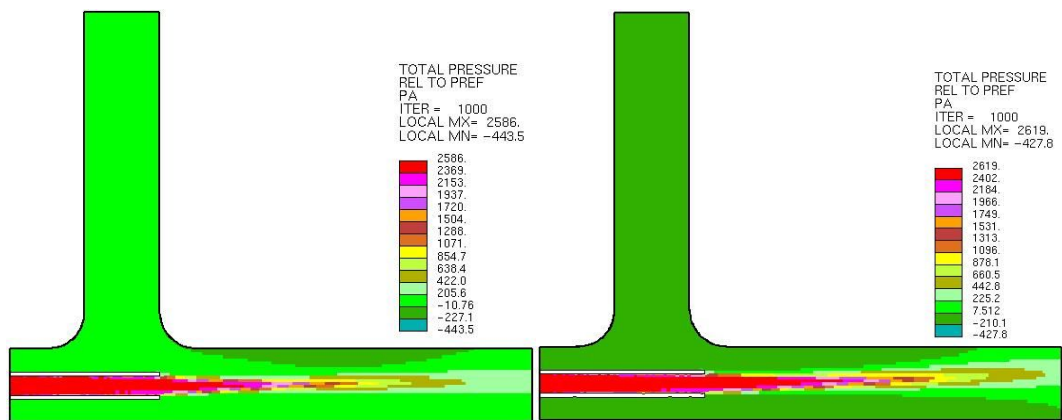 TOTAL PRESSURE
REL TO PREF
PA
ITER = 1000
LOCAL MX= 2586.
LOCAL MN= -443.5
2586.
2369.
2153.
1937.
1720.
1504.
1288.
1071.
854.7
638.4
422.0
205.6
-10.76
-227.1
-443.5
TOTAL PRESSURE
REL TO PREF
PA
ITER = 1000
LOCAL MX= 2619.
LOCAL MN= -427.8
2619.
2402.
2184.
1966.
1749.
1531.
1313.
1096.
878.1
660.5
442.8
225.2
7.512
-210.1
-427.8